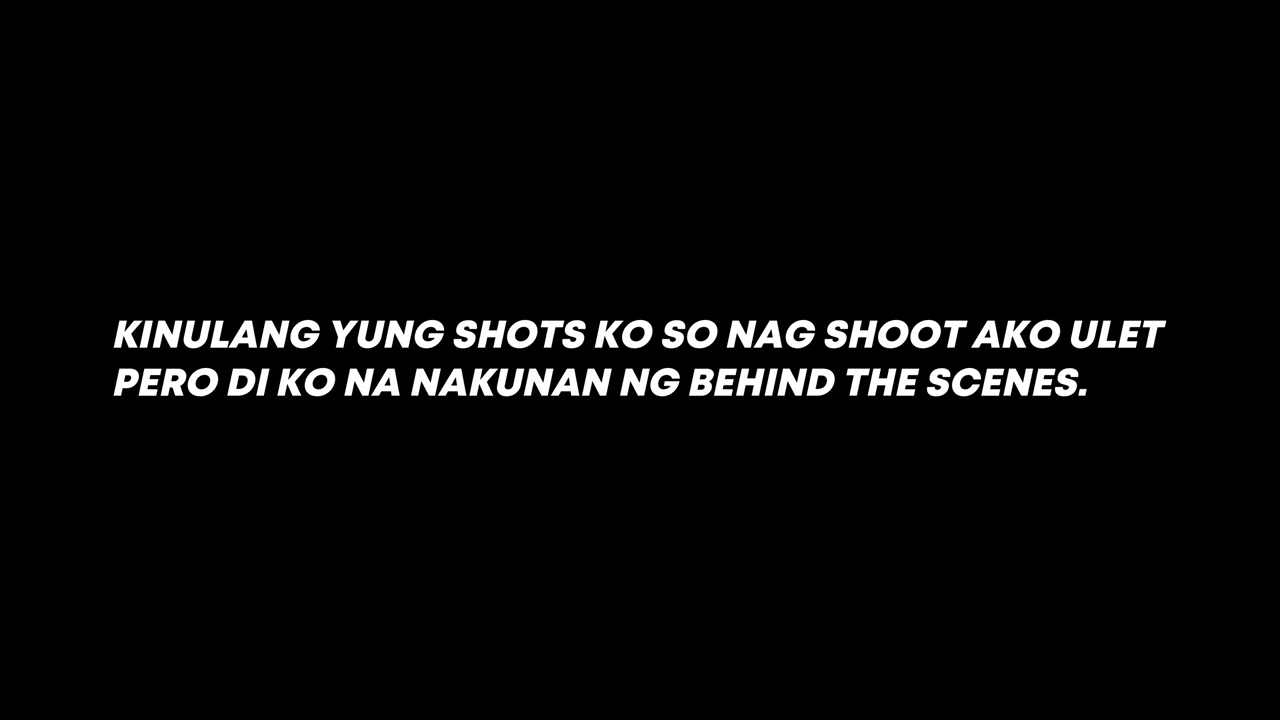 KINULANG YUNG SHOTS KO SO NAG SHOOT AKO ULET
PERO DI KO NA NAKUNAN NG BEHIND THE SCENES.